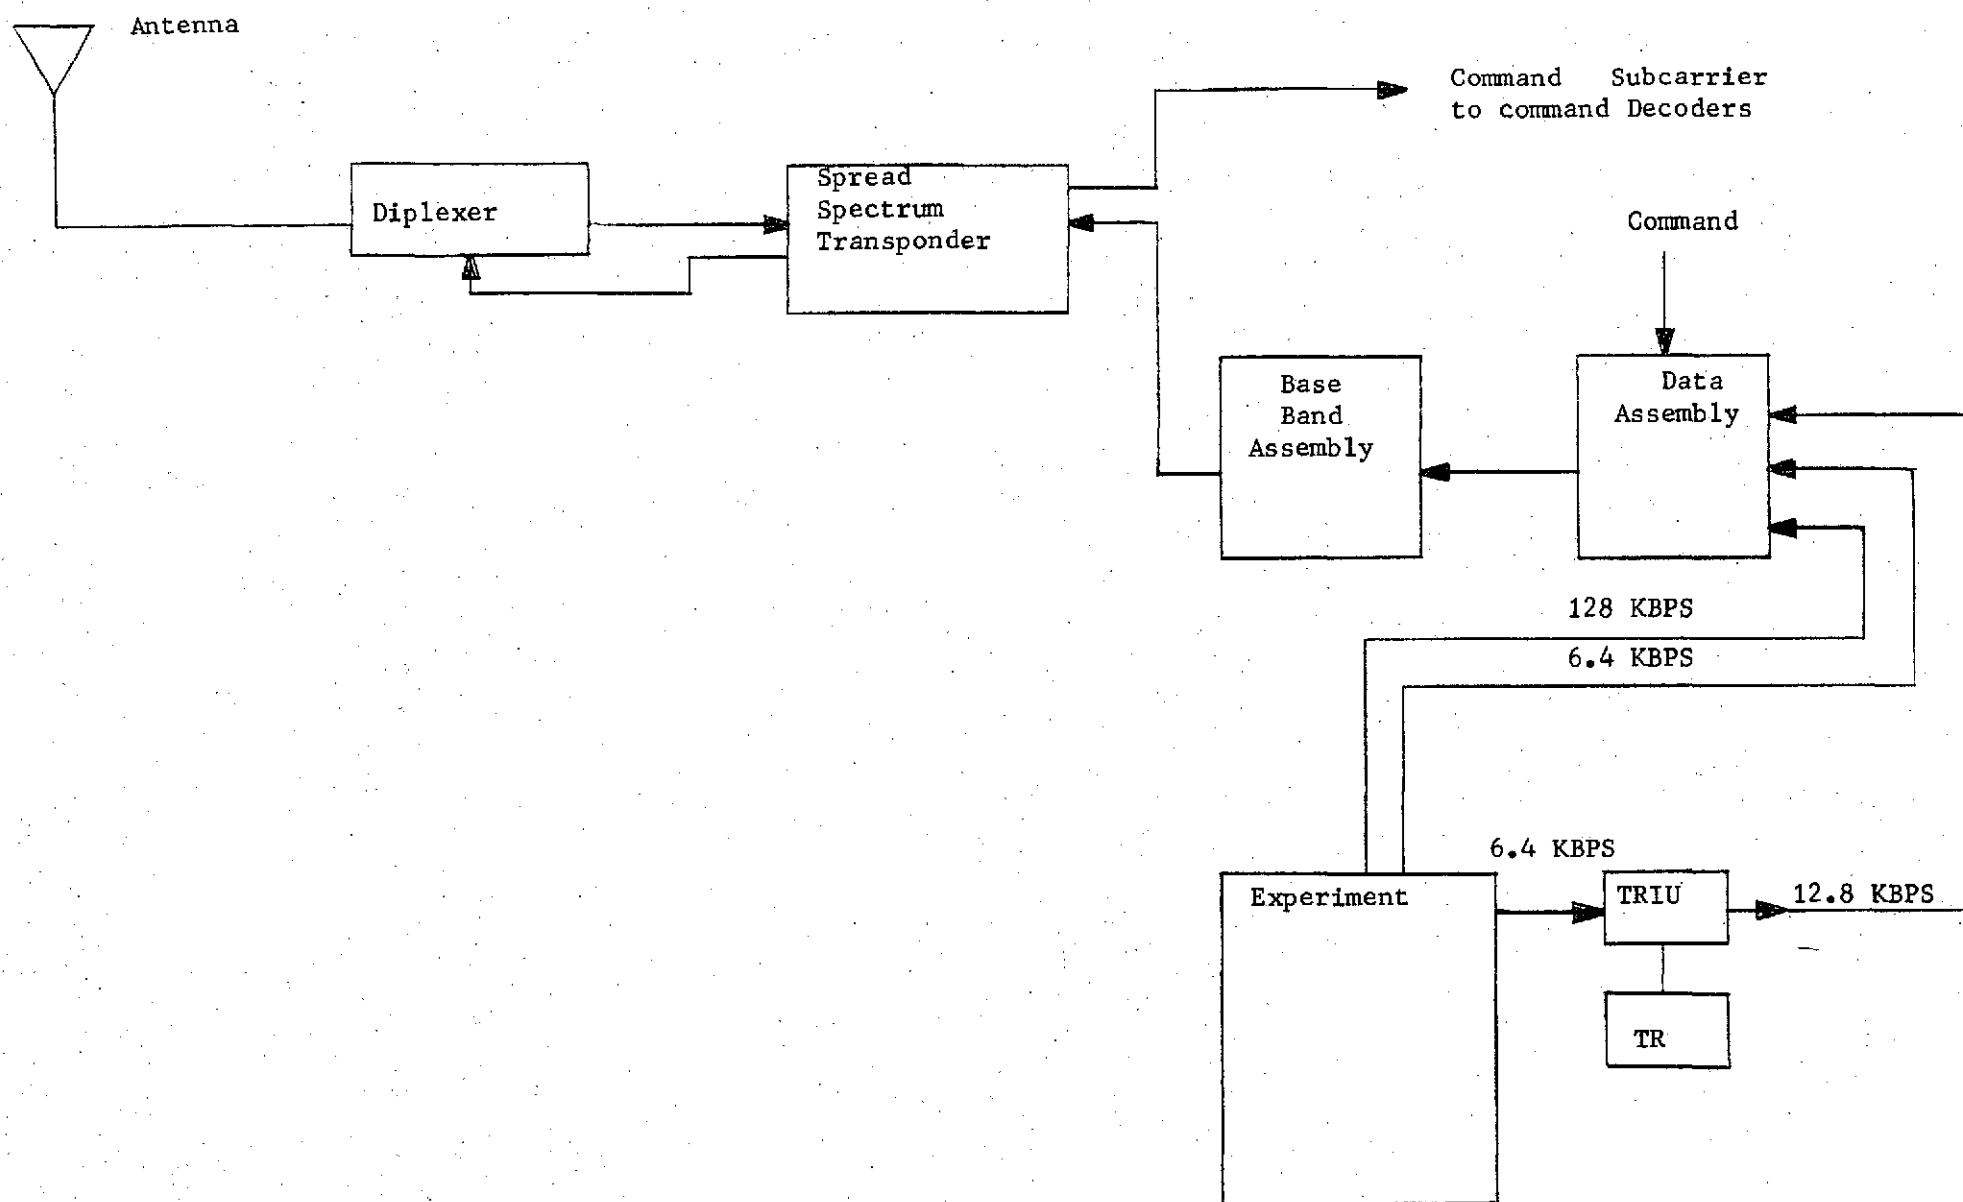 Antenna
Command Subcarrier
to command Decoders
Diplexer
Spread
Spectrum
Transponder
Command
Base
Band
Assembly
Data
Assembly
128 KBPS
6.4 KBPS
6.4 KBPS
Experiment
TRIU
12.8 KBPS
TR